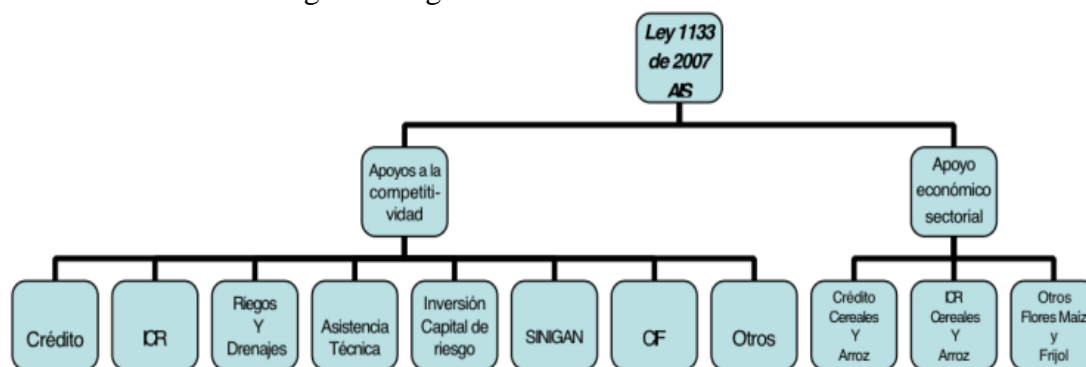 Ley 1133
de 2007
AIS
Apoyos a la
competiti-
vidad
Apoyo
económico
sectorial
Crédito
ICR
Riegos
Y
Drenajes
Asistencia
Técnica
Inversión
Capital de
riesgo
SINIGAN
CIF
Otros
Crédito
Cereales
Y
Arroz
ICR
Cereales
Y
Arroz
Otros
Flores Maíz
y
Frijol